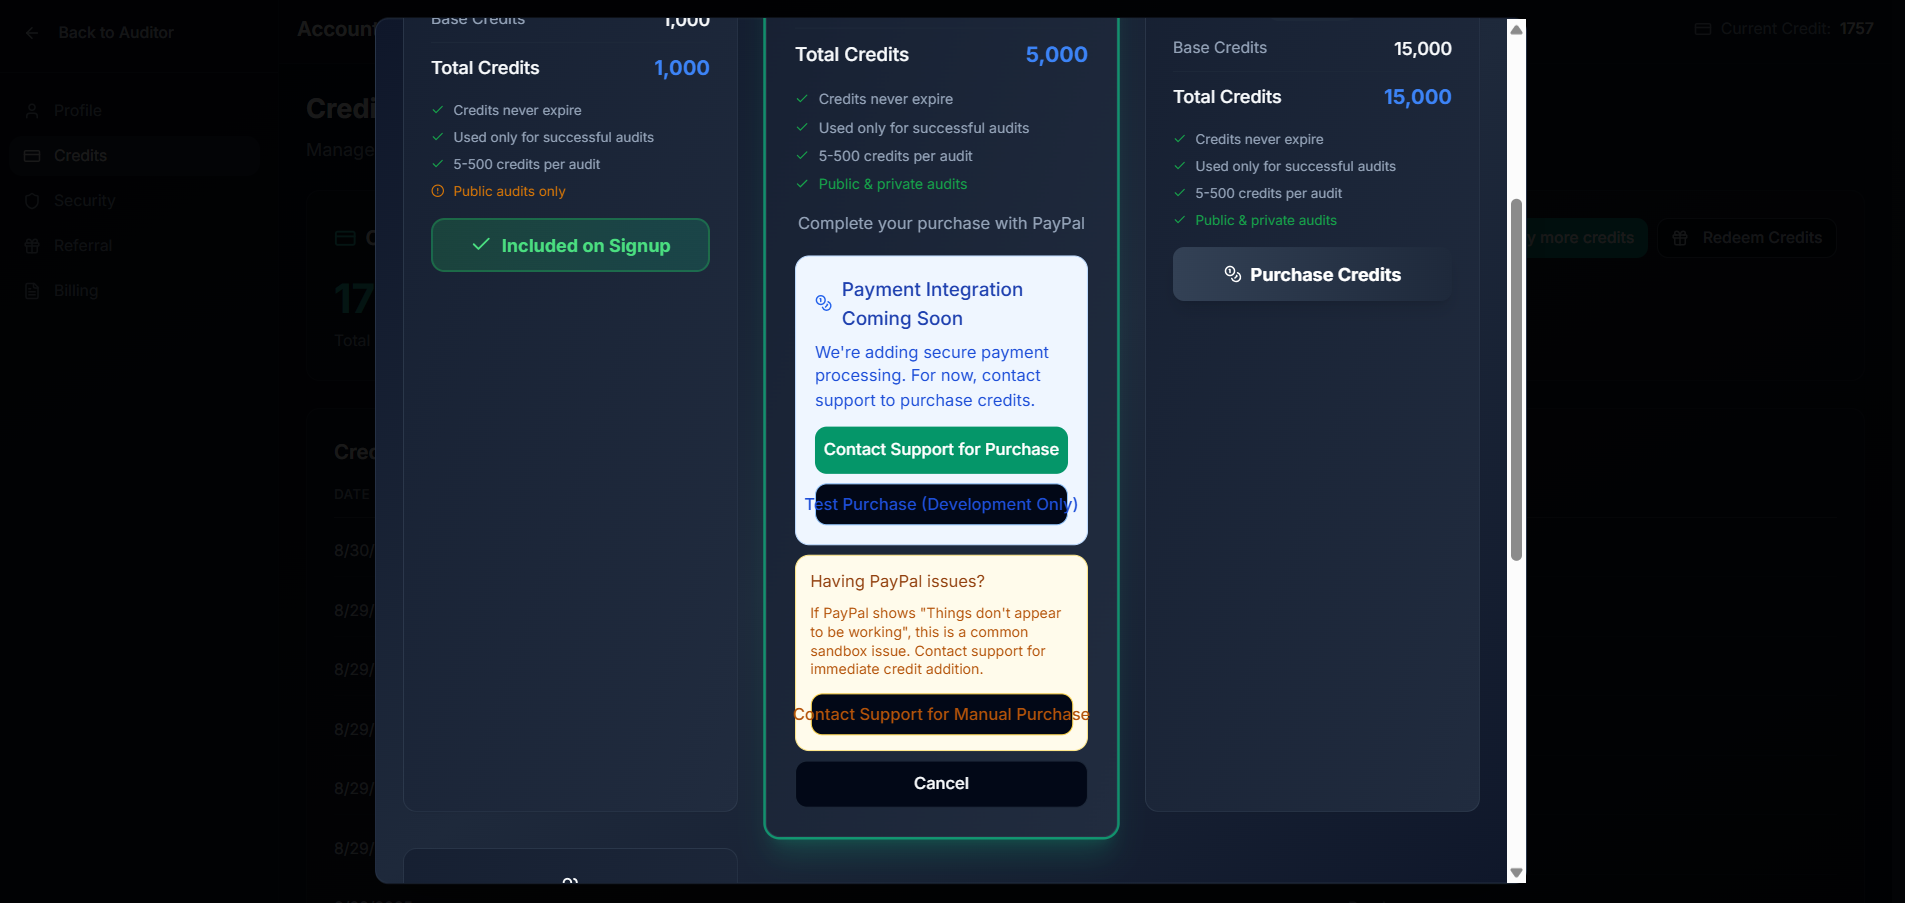 Back to Auditor
Profile
Credits
Security
Referral
Billing
Account
Current Credit: 1757
Credi
Manage
17
Total
Cred
DATE
8/30/
8/29/
8/29/
8/29/
8/29/
8/29/
y more credits
Redeem Credits
Base Credits 1,000
Total Credits 1,000
Credits never expire
Used only for successful audits
5-500 credits per audit
Public audits only
Included on Signup
Total Credits 5,000
Credits never expire
Used only for successful audits
5-500 credits per audit
Public & private audits
Complete your purchase with PayPal
Payment Integration
Coming Soon
We're adding secure payment
processing. For now, contact
support to purchase credits.
Contact Support for Purchase
Test Purchase (Development Only)
Having PayPal issues?
If PayPal shows "Things don't appear
to be working", this is a common
sandbox issue. Contact support for
immediate credit addition.
Contact Support for Manual Purchase
Cancel
Base Credits 15,000
Total Credits 15,000
Credits never expire
Used only for successful audits
5-500 credits per audit
Public & private audits
Purchase Credits